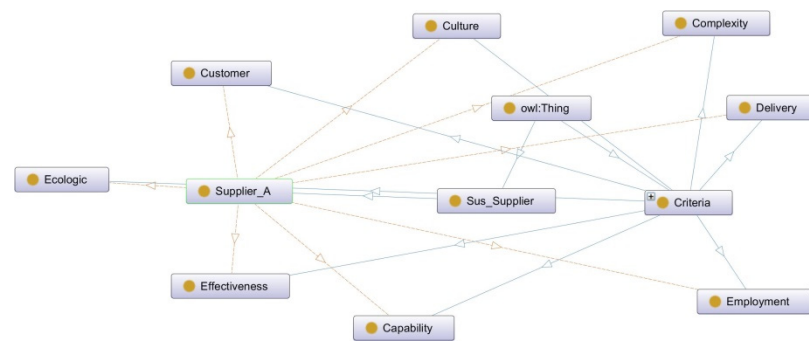 Culture
Complexity
Customer
owl:Thing
Delivery
Ecologic
Supplier_A
Sus_Supplier
Criteria
Effectiveness
Employment
Capability